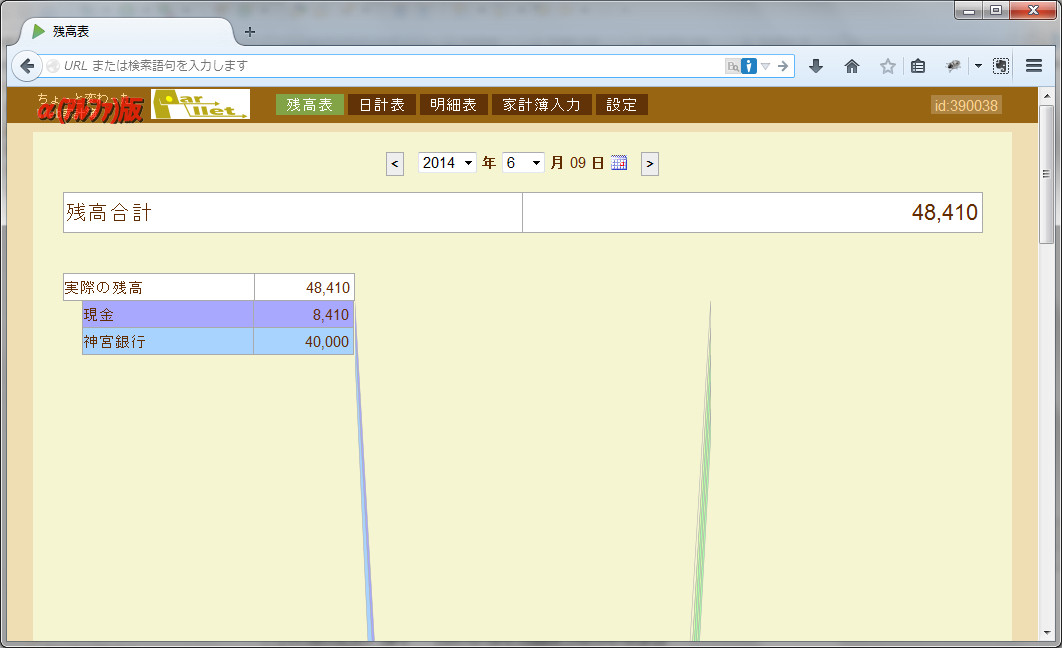 残高表
URL または検索語句を入力します
ちょっと変わった
α(アルファ)版
Par
llet
残高表 日計表 明細表 家計簿入力 設定
id:390038
< 2014 年 6 月 09 日 >
残高合計 48,410
実際の残高 48,410
現金 8,410
神宮銀行 40,000